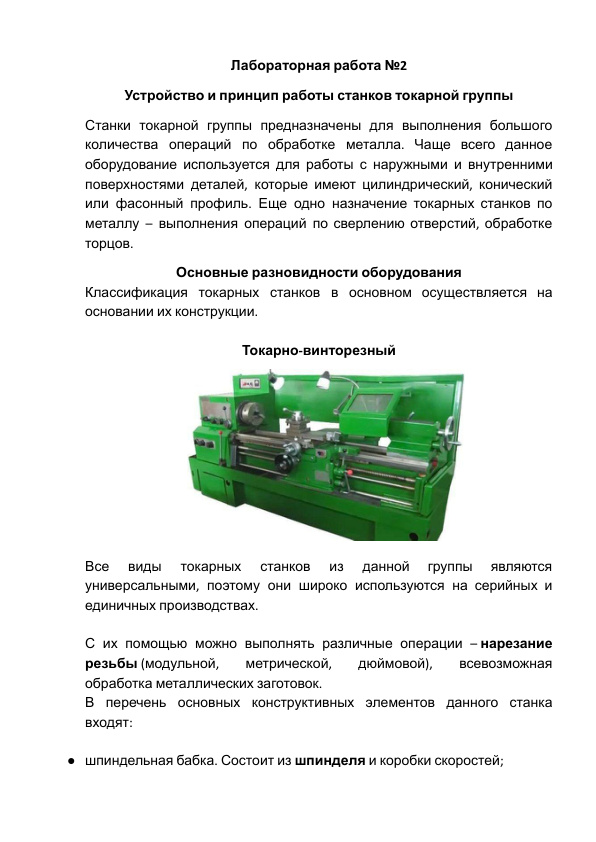 Лабораторная работа №2
Устройство и принцип работы станков токарной группы
Станки токарной группы предназначены для выполнения большого
количества операций по обработке металла. Чаще всего данное
оборудование используется для работы с наружными и внутренними
поверхностями деталей, которые имеют цилиндрический, конический
или фасонный профиль. Еще одно назначение токарных станков по
металлу – выполнения операций по сверлению отверстий, обработке
торцов.
Основные разновидности оборудования
Классификация токарных станков в основном осуществляется на
основании их конструкции.
Токарно-винторезный
Все виды токарных станков из данной группы являются
универсальными, поэтому они широко используются на серийных и
единичных производствах.
С их помощью можно выполнять различные операции – нарезание
резьбы (модульной, метрической, дюймовой), всевозможная
обработка металлических заготовок.
В перечень основных конструктивных элементов данного станка
входят:
● шпиндельная бабка. Состоит из шпинделя и коробки скоростей;